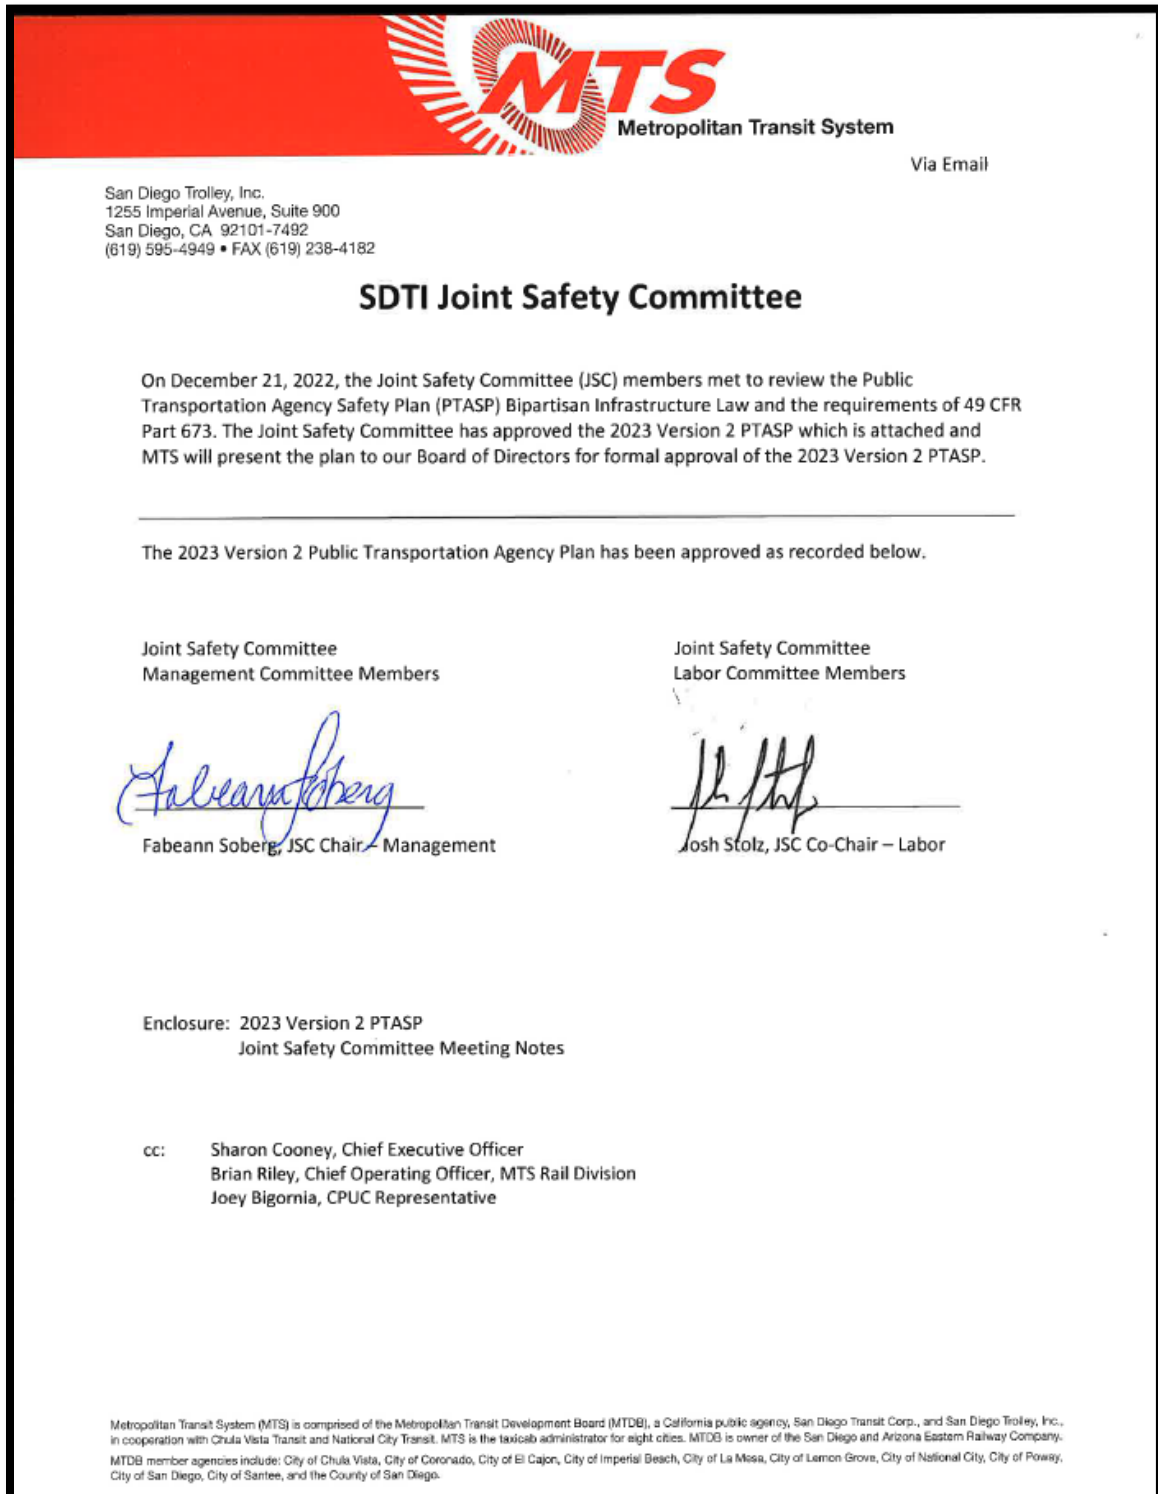 MTS
Metropolitan Transit System
Via Email
San Diego Trolley, Inc.
1255 Imperial Avenue, Suite 900
San Diego, CA  92101-7492
(619) 595-4949 • FAX (619) 238-4182
SDTI Joint Safety Committee
On December 21, 2022, the Joint Safety Committee (JSC) members met to review the Public
Transportation Agency Safety Plan (PTASP) Bipartisan Infrastructure Law and the requirements of 49 CFR
Part 673. The Joint Safety Committee has approved the 2023 Version 2 PTASP which is attached and
MTS will present the plan to our Board of Directors for formal approval of the 2023 Version 2 PTASP.
The 2023 Version 2 Public Transportation Agency Plan has been approved as recorded below.
Joint Safety Committee
Management Committee Members
Fabeann Soberg
Fabeann Soberg, JSC Chair – Management
Joint Safety Committee
Labor Committee Members
Josh Stolz, JSC Co-Chair – Labor
Enclosure: 2023 Version 2 PTASP
Joint Safety Committee Meeting Notes
cc: Sharon Cooney, Chief Executive Officer
Brian Riley, Chief Operating Officer, MTS Rail Division
Joey Bigornia, CPUC Representative
Metropolitan Transit System (MTS) is comprised of the Metropolitan Transit Development Board (MTDB), a California public agency, San Diego Transit Corp., and San Diego Trolley, Inc.,
in cooperation with Chula Vista Transit and National City Transit. MTS is the taxicab administrator for eight cities. MTDB is owner of the San Diego and Arizona Eastern Railway Company.
MTDB member agencies include: City of Chula Vista, City of Coronado, City of El Cajon, City of Imperial Beach, City of La Mesa, City of Lemon Grove, City of National City, City of Poway,
City of San Diego, City of Santee, and the County of San Diego.